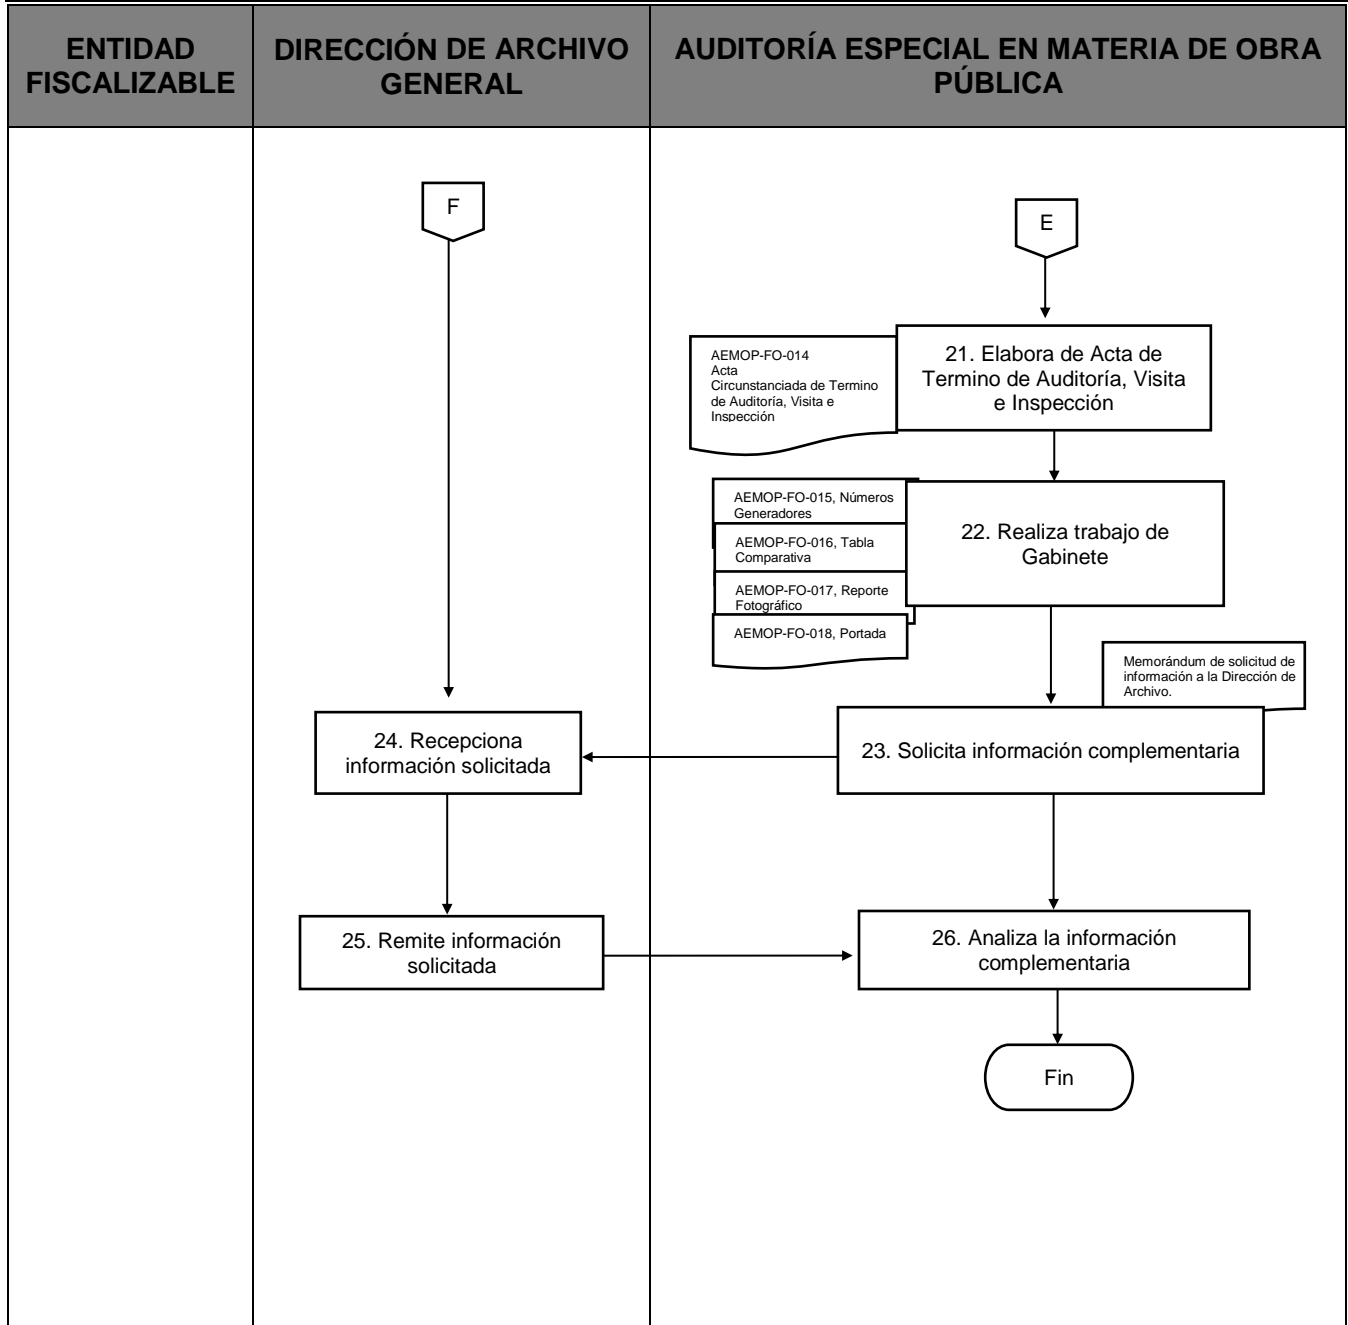 ENTIDAD
FISCALIZABLE
DIRECCIÓN DE ARCHIVO
GENERAL
AUDITORÍA ESPECIAL EN MATERIA DE OBRA
PÚBLICA
F
E
AEMOP-FO-014
Acta
Circunstanciada de Termino
de Auditoría, Visita e
Inspección
21. Elabora de Acta de
Termino de Auditoría, Visita
e Inspección
AEMOP-FO-015, Números
Generadores
AEMOP-FO-016, Tabla
Comparativa
AEMOP-FO-017, Reporte
Fotográfico
AEMOP-FO-018, Portada
22. Realiza trabajo de
Gabinete
Memorándum de solicitud de
información a la Dirección de
Archivo.
24. Recepciona
información solicitada
23. Solicita información complementaria
25. Remite información
solicitada
26. Analiza la información
complementaria
Fin